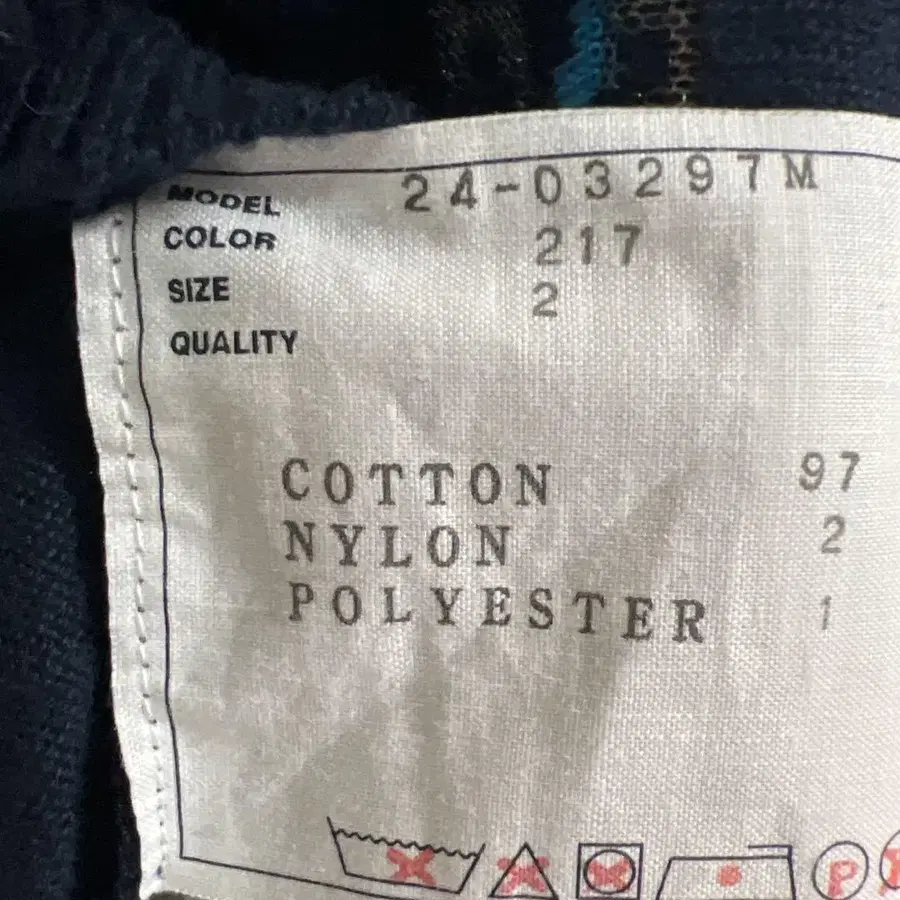 MODEL 24-03297M
COLOR 217
SIZE 2
QUALITY
COTTON 97
NYLON 2
POLYESTER 1
P